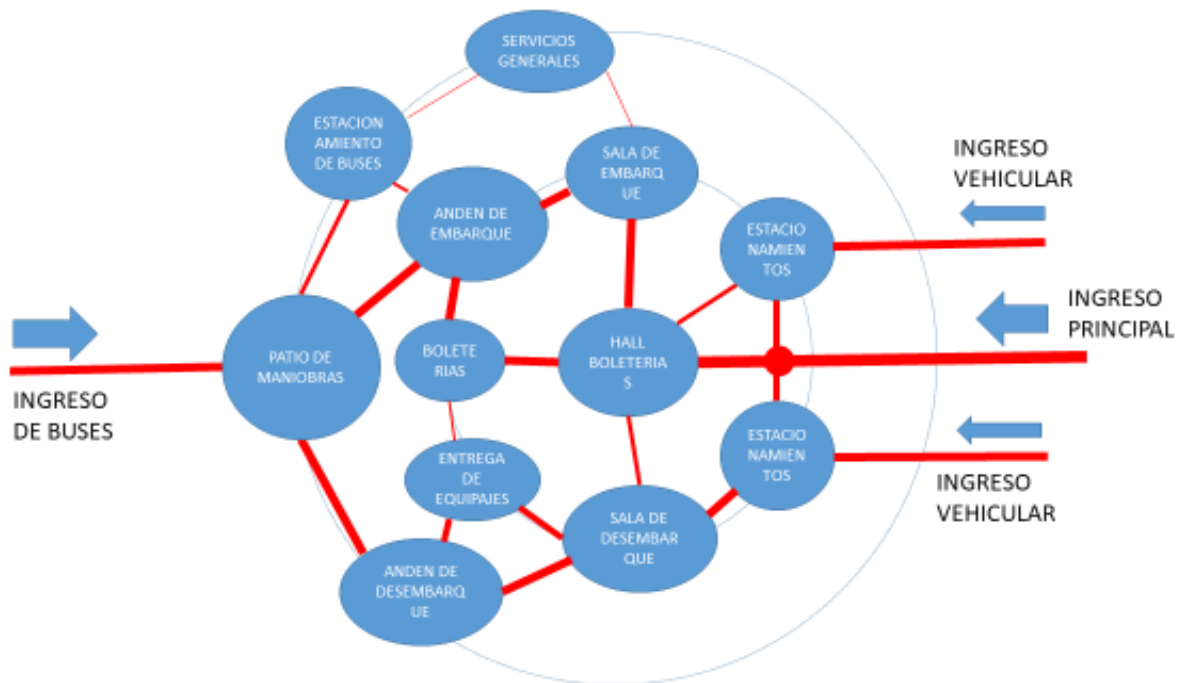 SERVICIOS
GENERALES
ESTACION
AMIENTO
DE BUSES
SALA DE
EMBARQ
UE
INGRESO
VEHICULAR
ANDEN DE
EMBARQUE
ESTACIO
NAMIEN
TOS
INGRESO
PRINCIPAL
PATIO DE
MANIOBRAS
BOLETE
RIAS
HALL
BOLETERIA
S
INGRESO
DE BUSES
ESTACIO
NAMIEN
TOS
ENTREGA
DE
EQUIPAJES
INGRESO
VEHICULAR
SALA DE
DESEMBAR
QUE
ANDEN DE
DESEMBARQ
UE